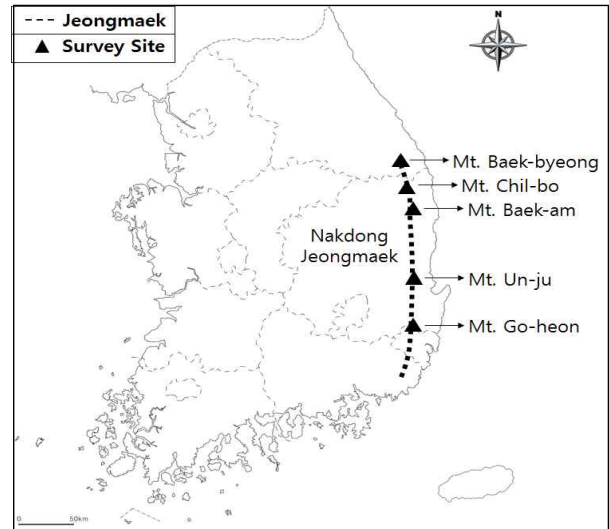 --- Jeongmaek
▲ Survey Site
N
Mt. Baek-byeong
Mt. Chil-bo
Mt. Baek-am
Nakdong
Jeongmaek
Mt. Un-ju
Mt. Go-heon
0 50km